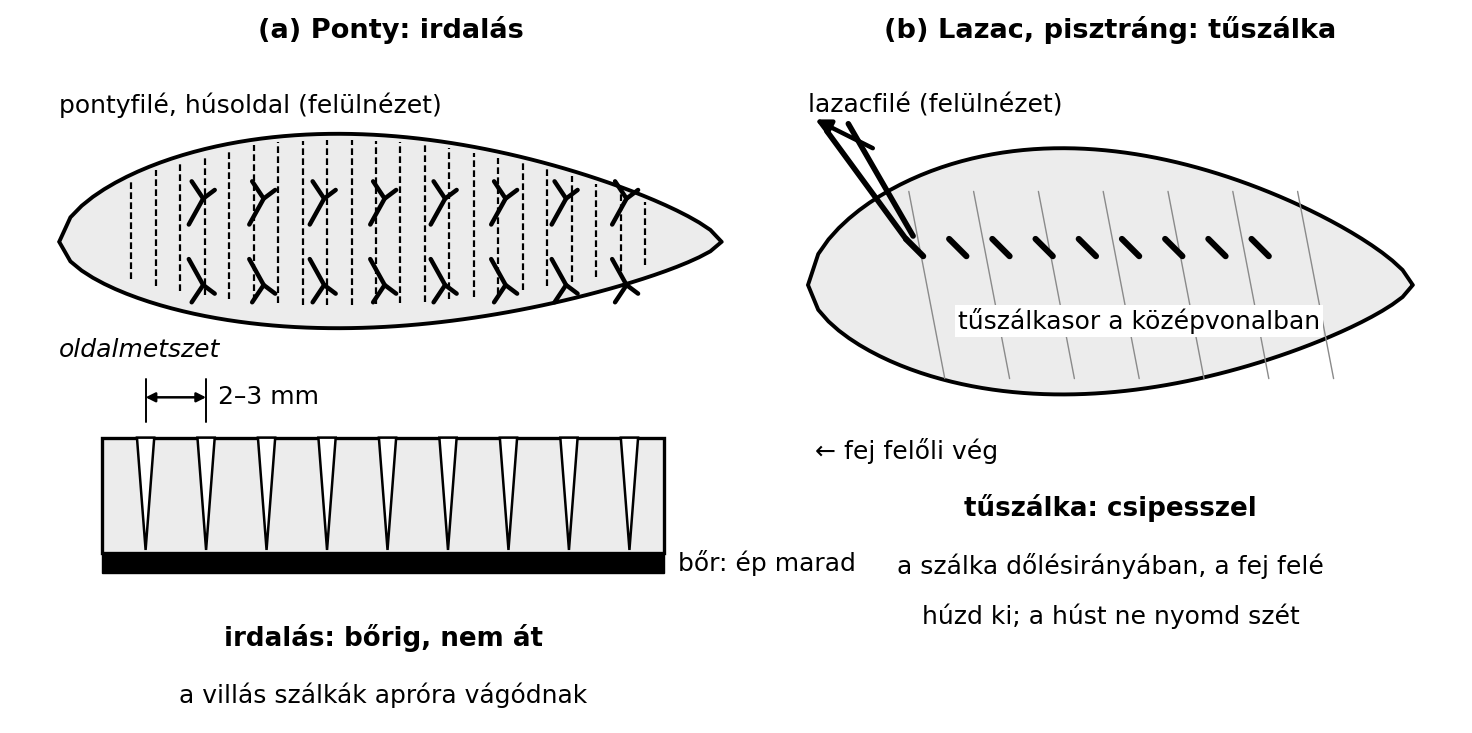 (a) Ponty: irdalás
pontyfilé, húsoldal (felülnézet)
oldalmetszet
2–3 mm
bőr: ép marad
irdalás: bőrig, nem át
a villás szálkák apróra vágódnak
(b) Lazac, pisztráng: tűszálka
lazacfilé (felülnézet)
tűszálkasor a középvonalban
← fej felőli vég
tűszálka: csipesszel
a szálka dőlésirányában, a fej felé
húzd ki; a húst ne nyomd szét